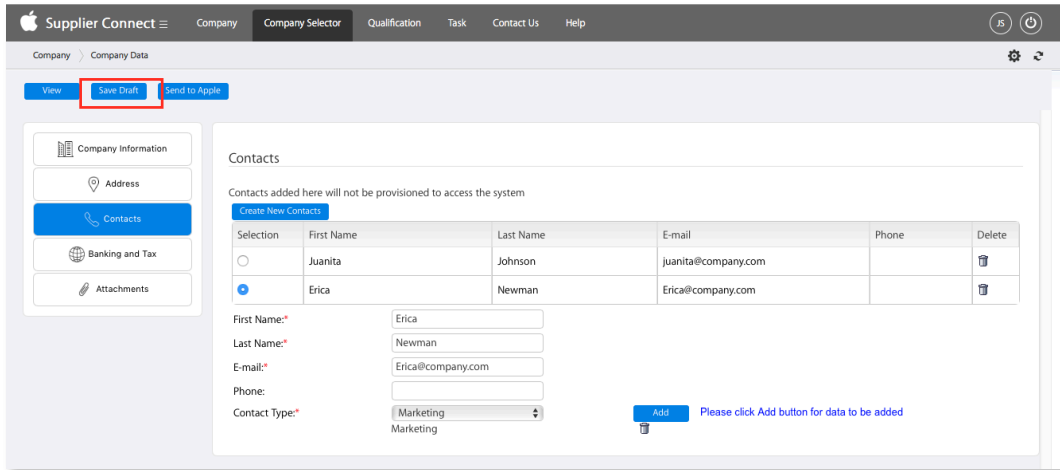 Supplier Connect Company Company Selector Qualification Task Contact Us Help JS
Company Company Data
View Save Draft Send to Apple
Company Information
Address
Contacts
Banking and Tax
Attachments
Contacts
Contacts added here will not be provisioned to access the system
Create New Contacts
Selection First Name Last Name E-mail Phone Delete
Juanita Johnson juanita@company.com
Erica Newman Erica@company.com
First Name:* Erica
Last Name:* Newman
E-mail:* Erica@company.com
Phone:
Contact Type:* Marketing Add Please click Add button for data to be added
Marketing